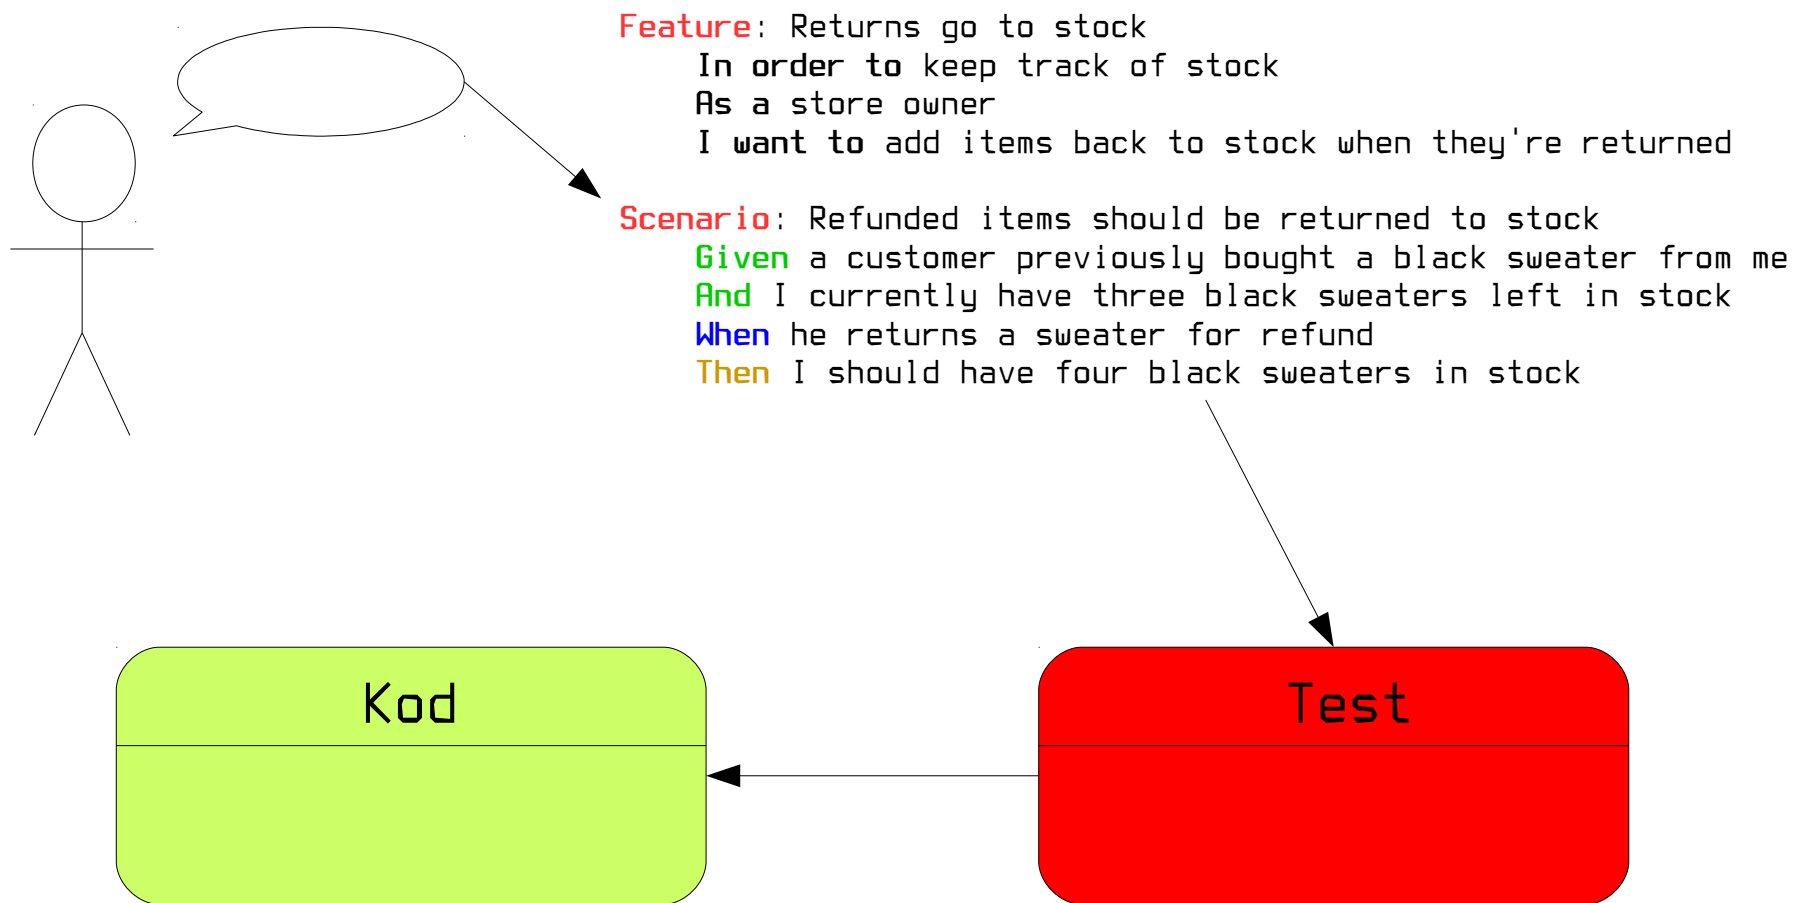 Feature: Returns go to stock
In order to keep track of stock
As a store owner
I want to add items back to stock when they're returned
Scenario: Refunded items should be returned to stock
Given a customer previously bought a black sweater from me
And I currently have three black sweaters left in stock
When he returns a sweater for refund
Then I should have four black sweaters in stock
Kod
Test